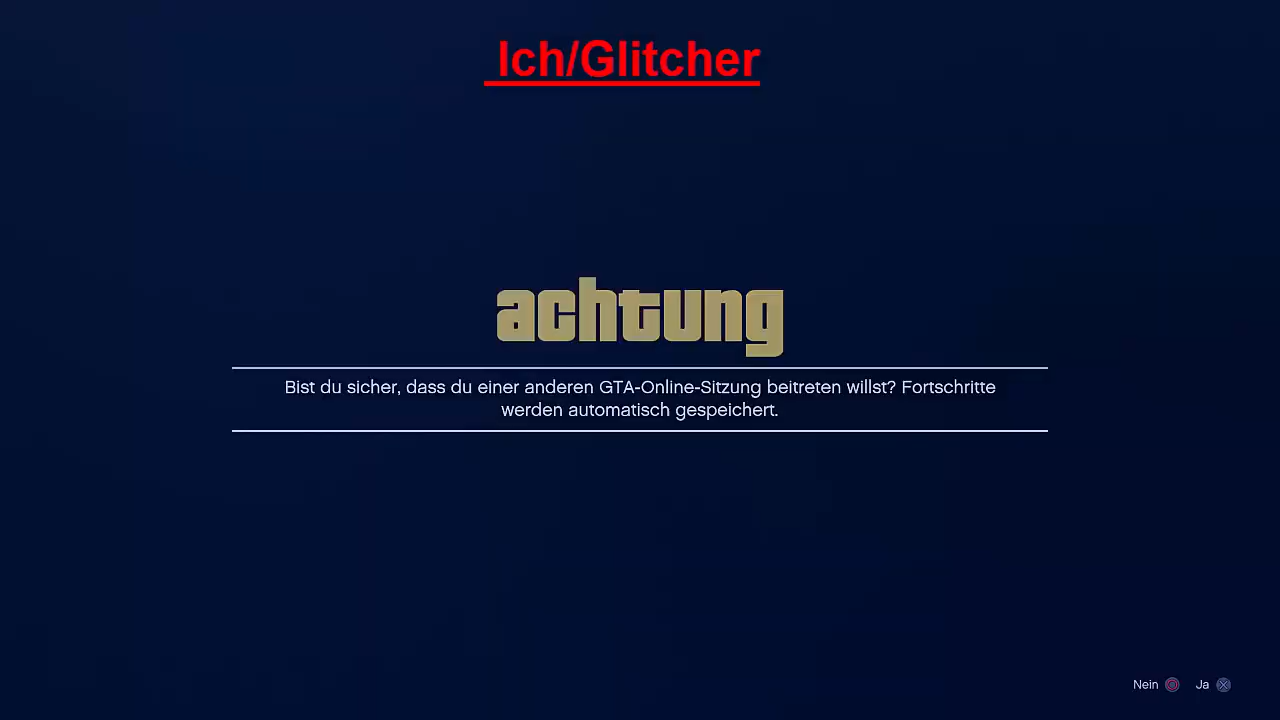 Ich/Glitcher
achtung
Bist du sicher, dass du einer anderen GTA-Online-Sitzung beitreten willst? Fortschritte
werden automatisch gespeichert.
Nein Ja